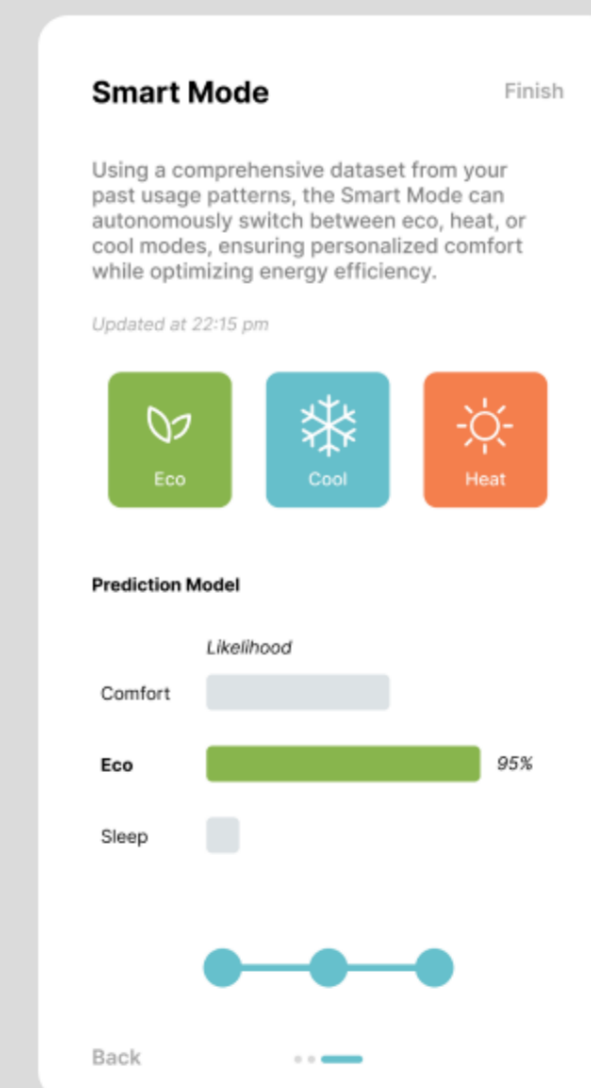 Smart Mode
Finish
Using a comprehensive dataset from your
past usage patterns, the Smart Mode can
autonomously switch between eco, heat, or
cool modes, ensuring personalized comfort
while optimizing energy efficiency.
Updated at 22:15 pm
Eco
Cool
Heat
Prediction Model
Likelihood
Comfort
Eco
95%
Sleep
Back